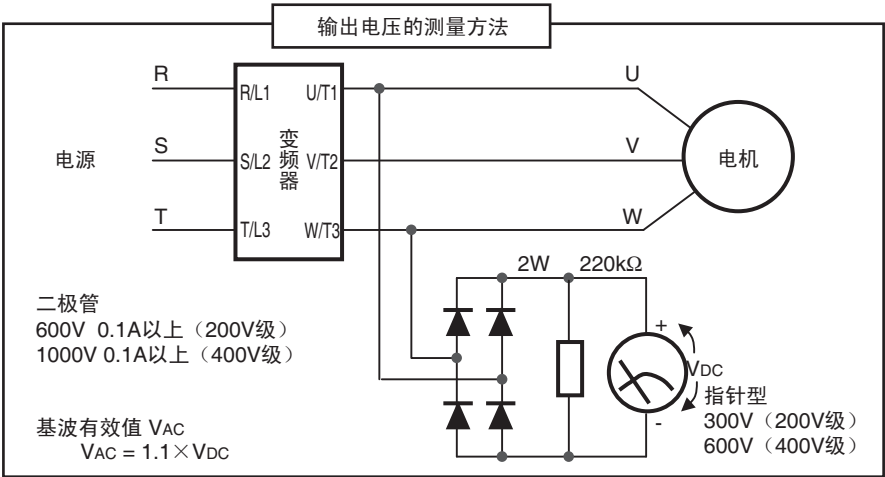 输出电压的测量方法
R
R/L1
U/T1
U
电源
S
S/L2
变频器
V/T2
V
电机
T
T/L3
W/T3
W
2W 220kΩ
二极管
600V 0.1A以上（200V级）
1000V 0.1A以上（400V级）
+
VDC
-
指针型
300V（200V级）
600V（400V级）
基波有效值 VAC
VAC = 1.1×VDC